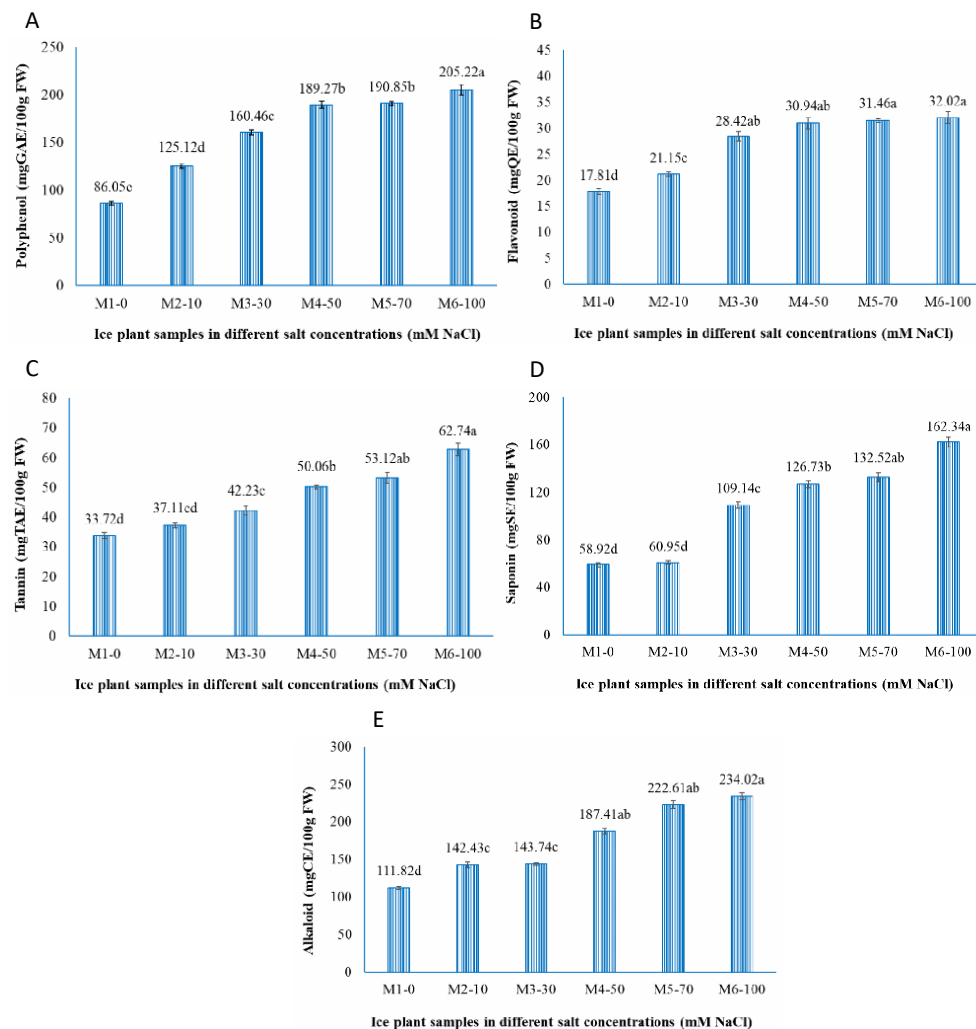 A
Polyphenol (mgGAE/100g FW)
250
200
150
100
50
0
86.05e
125.12d
160.46c
189.27b
190.85b
205.22a
M1-0 M2-10 M3-30 M4-50 M5-70 M6-100
Ice plant samples in different salt concentrations (mM NaCl)
B
Flavonoid (mgQE/100g FW)
45
40
35
30
25
20
15
10
5
0
17.81d
21.15c
28.42ab
30.94ab
31.46a
32.02a
M1-0 M2-10 M3-30 M4-50 M5-70 M6-100
Ice plant samples in different salt concentrations (mM NaCl)
C
Tannin (mgTAE/100g FW)
80
70
60
50
40
30
20
10
0
33.72d
37.11cd
42.23c
50.06b
53.12ab
62.74a
M1-0 M2-10 M3-30 M4-50 M5-70 M6-100
Ice plant samples in different salt concentrations (mM NaCl)
D
Saponin (mgSE/100g FW)
200
160
120
80
40
0
58.92d
60.95d
109.14c
126.73b
132.52ab
162.34a
M1-0 M2-10 M3-30 M4-50 M5-70 M6-100
Ice plant samples in different salt concentrations (mM NaCl)
E
Alkaloid (mgCE/100g FW)
300
250
200
150
100
50
0
111.82d
142.43c
143.74c
187.41ab
222.61ab
234.02a
M1-0 M2-10 M3-30 M4-50 M5-70 M6-100
Ice plant samples in different salt concentrations (mM NaCl)